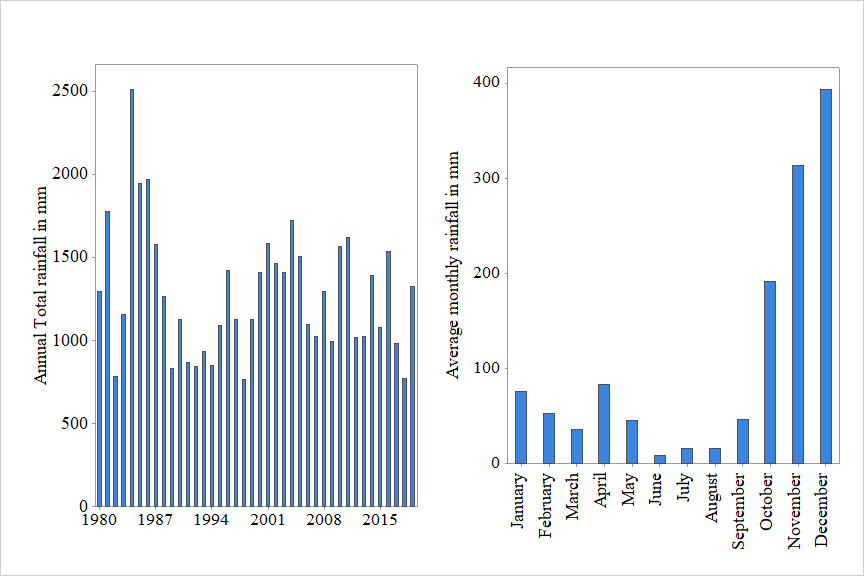 Annual Total rainfall in mm
2500
2000
1500
1000
500
0
1980 1987 1994 2001 2008 2015
Average monthly rainfall in mm
400
300
200
100
0
January
February
March
April
May
June
July
August
September
October
November
December